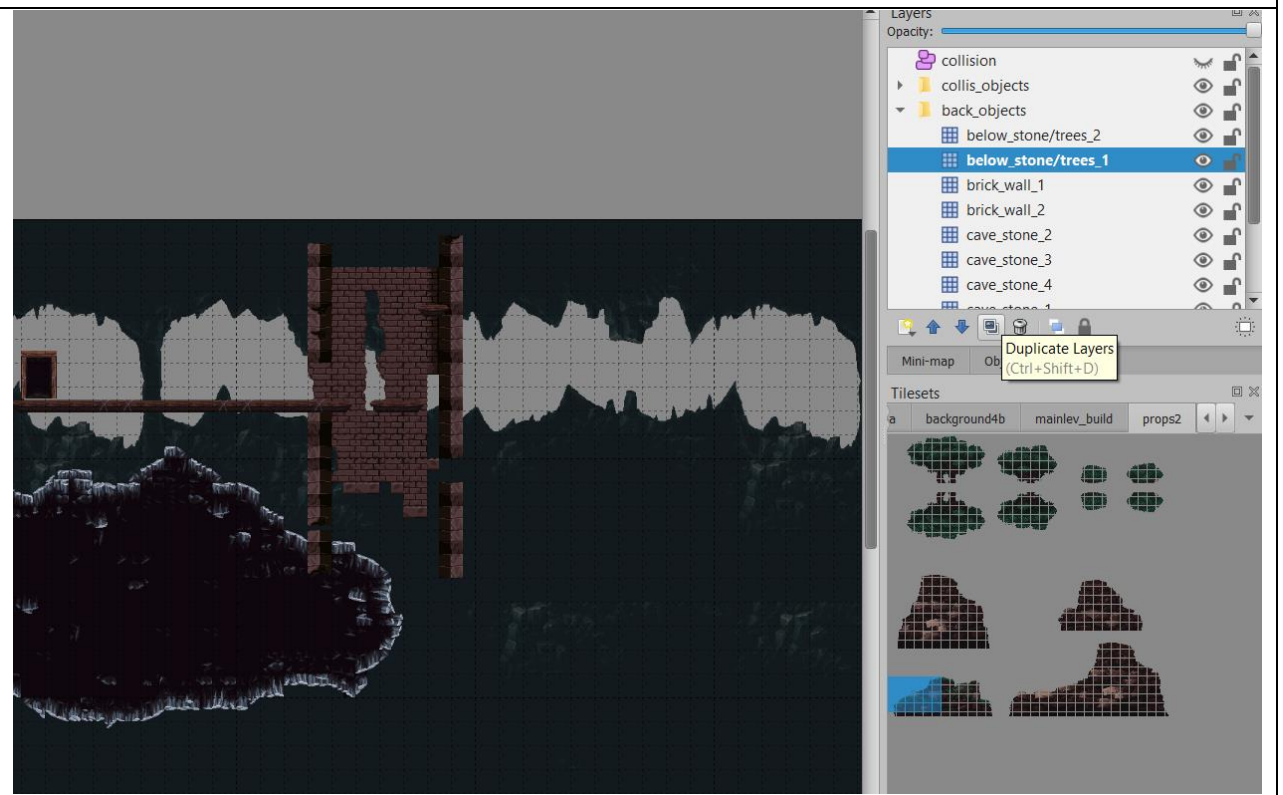 Layers
Opacity:
collision
collis_objects
back_objects
below_stone/trees_2
below_stone/trees_1
brick_wall_1
brick_wall_2
cave_stone_2
cave_stone_3
cave_stone_4
cave_stone_1
Duplicate Layers
(Ctrl+Shift+D)
Mini-map Ob
Tilesets
a background4b mainlev_build props2